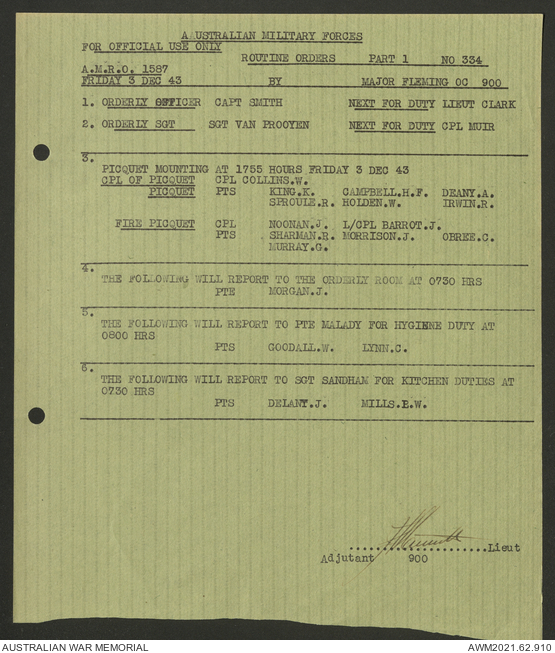 A AUSTRALIAN MILITARY FORCES
FOR OFFICIAL USE ONLY
ROUTINE ORDERS PART 1 NO 334
A.M.R.O. 1587
FRIDAY 3 DEC 43 BY MAJOR FLEMING OC 900
1. ORDERLY OFFICER CAPT SMITH NEXT FOR DUTY LIEUT CLARK
2. ORDERLY SGT SGT VAN PROOYEN NEXT FOR DUTY CPL MUIR
3.
PICQUET MOUNTING AT 1755 HOURS FRIDAY 3 DEC 43
CPL OF PICQUET CPL COLLINS.W.
PICQUET PTS KING.K. CAMPBELL.H.F. DEANY.A.
SPROULE.R. HOLDEN.W. IRWIN.R.
FIRE PICQUET CPL NOONAN.J. L/CPL BARROT.J.
PTS SHARMAN.R. MORRISON.J. OBREE.C.
MURRAY.G.
4.
THE FOLLOWING WILL REPORT TO THE ORDERLY ROOM AT 0730 HRS
PTE MORGAN.J.
5.
THE FOLLOWING WILL REPORT TO PTE MALADY FOR HYGIENE DUTY AT
0800 HRS
PTS GOODALL.W. LYNN.C.
6.
THE FOLLOWING WILL REPORT TO SGT SANDHAM FOR KITCHEN DUTIES AT
0730 HRS
PTS DELANY.J. MILLS.E.W.
........................Lieut
Adjutant 900
AUSTRALIAN WAR MEMORIAL AWM2021.62.910